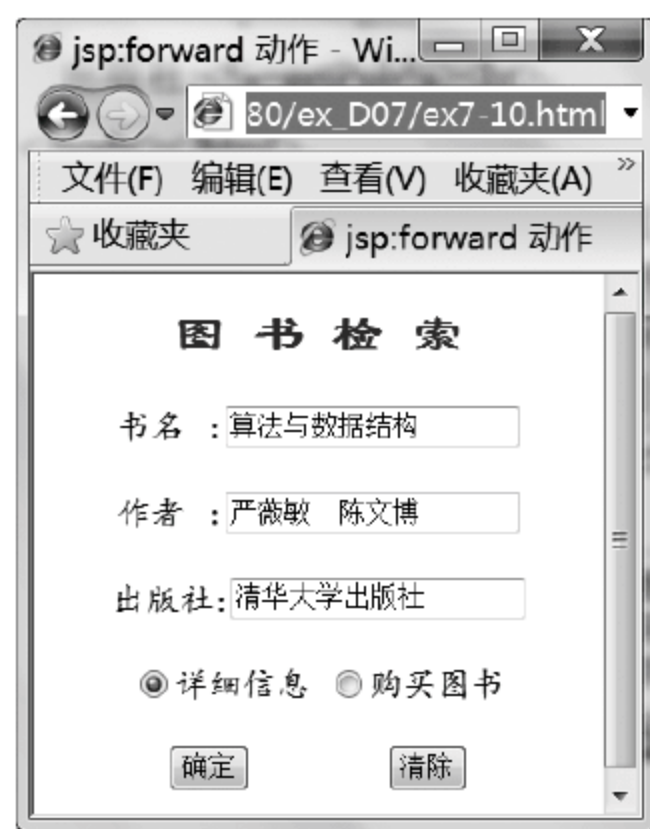 jsp:forward 动作 - Wi...
80/ex_D07/ex7-10.html
文件(F) 编辑(E) 查看(V) 收藏夹(A) »
收藏夹 jsp:forward 动作
图 书 检 索
书名 :算法与数据结构
作者 :严薇敏 陈文博
出版社:清华大学出版社
详细信息 购买图书
确定 清除